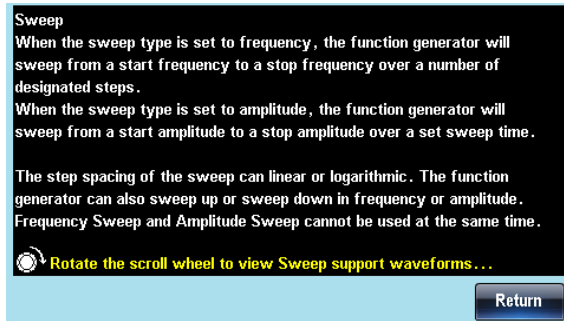 Sweep
When the sweep type is set to frequency, the function generator will
sweep from a start frequency to a stop frequency over a number of
designated steps.
When the sweep type is set to amplitude, the function generator will
sweep from a start amplitude to a stop amplitude over a set sweep time.
The step spacing of the sweep can linear or logarithmic. The function
generator can also sweep up or sweep down in frequency or amplitude.
Frequency Sweep and Amplitude Sweep cannot be used at the same time.
Rotate the scroll wheel to view Sweep support waveforms...
Return